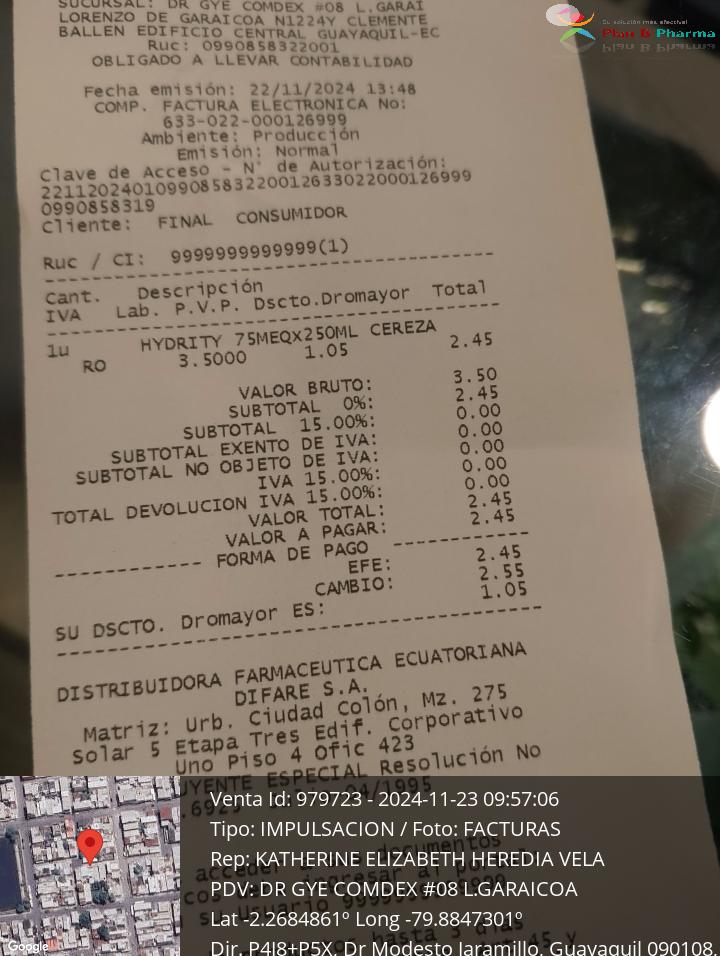 SUCURSAL: DR GYE COMDEX #08 L.GARAI
LORENZO DE GARAICOA N1224Y CLEMENTE
BALLEN EDIFICIO CENTRAL GUAYAQUIL-EC
Ruc: 0990858322001
OBLIGADO A LLEVAR CONTABILIDAD
Su solución más efectiva!
Plan B Pharma
Fecha emisión: 22/11/2024 13:48
COMP. FACTURA ELECTRONICA No:
633-022-000126999
Ambiente: Producción
Emisión: Normal
Clave de Acceso - N° de Autorización:
2211202401099085832200126330220001269​99
0990858319
Cliente: FINAL CONSUMIDOR
Ruc / CI: 9999999999999(1)
Cant. Descripción
IVA Lab. P.V.P. Dscto.Dromayor Total
1u HYDRITY 75MEQX250ML CEREZA
RO 3.5000 1.05 2.45
VALOR BRUTO: 3.50
SUBTOTAL 0%: 2.45
SUBTOTAL 15.00%: 0.00
SUBTOTAL EXENTO DE IVA: 0.00
SUBTOTAL NO OBJETO DE IVA: 0.00
IVA 15.00%: 0.00
TOTAL DEVOLUCION IVA 15.00%: 0.00
VALOR TOTAL: 2.45
VALOR A PAGAR: 2.45
------------ FORMA DE PAGO ------------
EFE: 2.45
CAMBIO: 2.55
SU DSCTO. Dromayor ES: 1.05
DISTRIBUIDORA FARMACEUTICA ECUATORIANA
DIFARE S.A.
Matriz: Urb. Ciudad Colón, Mz. 275
Solar 5 Etapa Tres Edif. Corporativo
Uno Piso 4 Ofic 423
UYENTE ESPECIAL Resolución No
Venta Id: 979723 - 2024-11-23 09:57:06
Tipo: IMPULSACION / Foto: FACTURAS
Rep: KATHERINE ELIZABETH HEREDIA VELA
PDV: DR GYE COMDEX #08 L.GARAICOA
Lat -2.2684861º Long -79.8847301º
Dir. P4J8+P5X, Dr Modesto Jaramillo, Guayaquil 090108,
Google